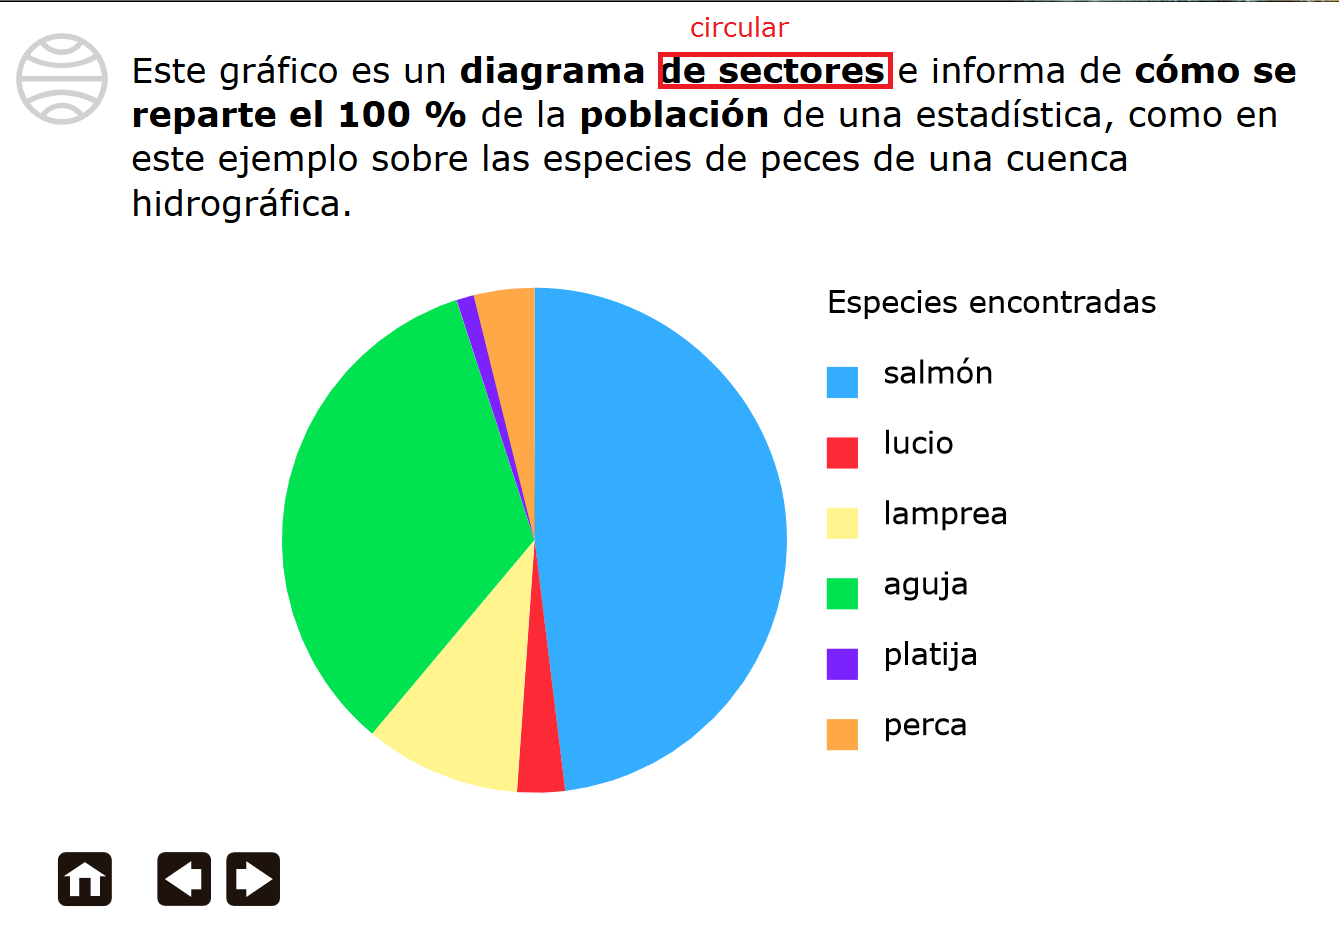 circular
Este gráfico es un diagrama de sectores e informa de cómo se
reparte el 100 % de la población de una estadística, como en
este ejemplo sobre las especies de peces de una cuenca
hidrográfica.
Especies encontradas
salmón
lucio
lamprea
aguja
platija
perca